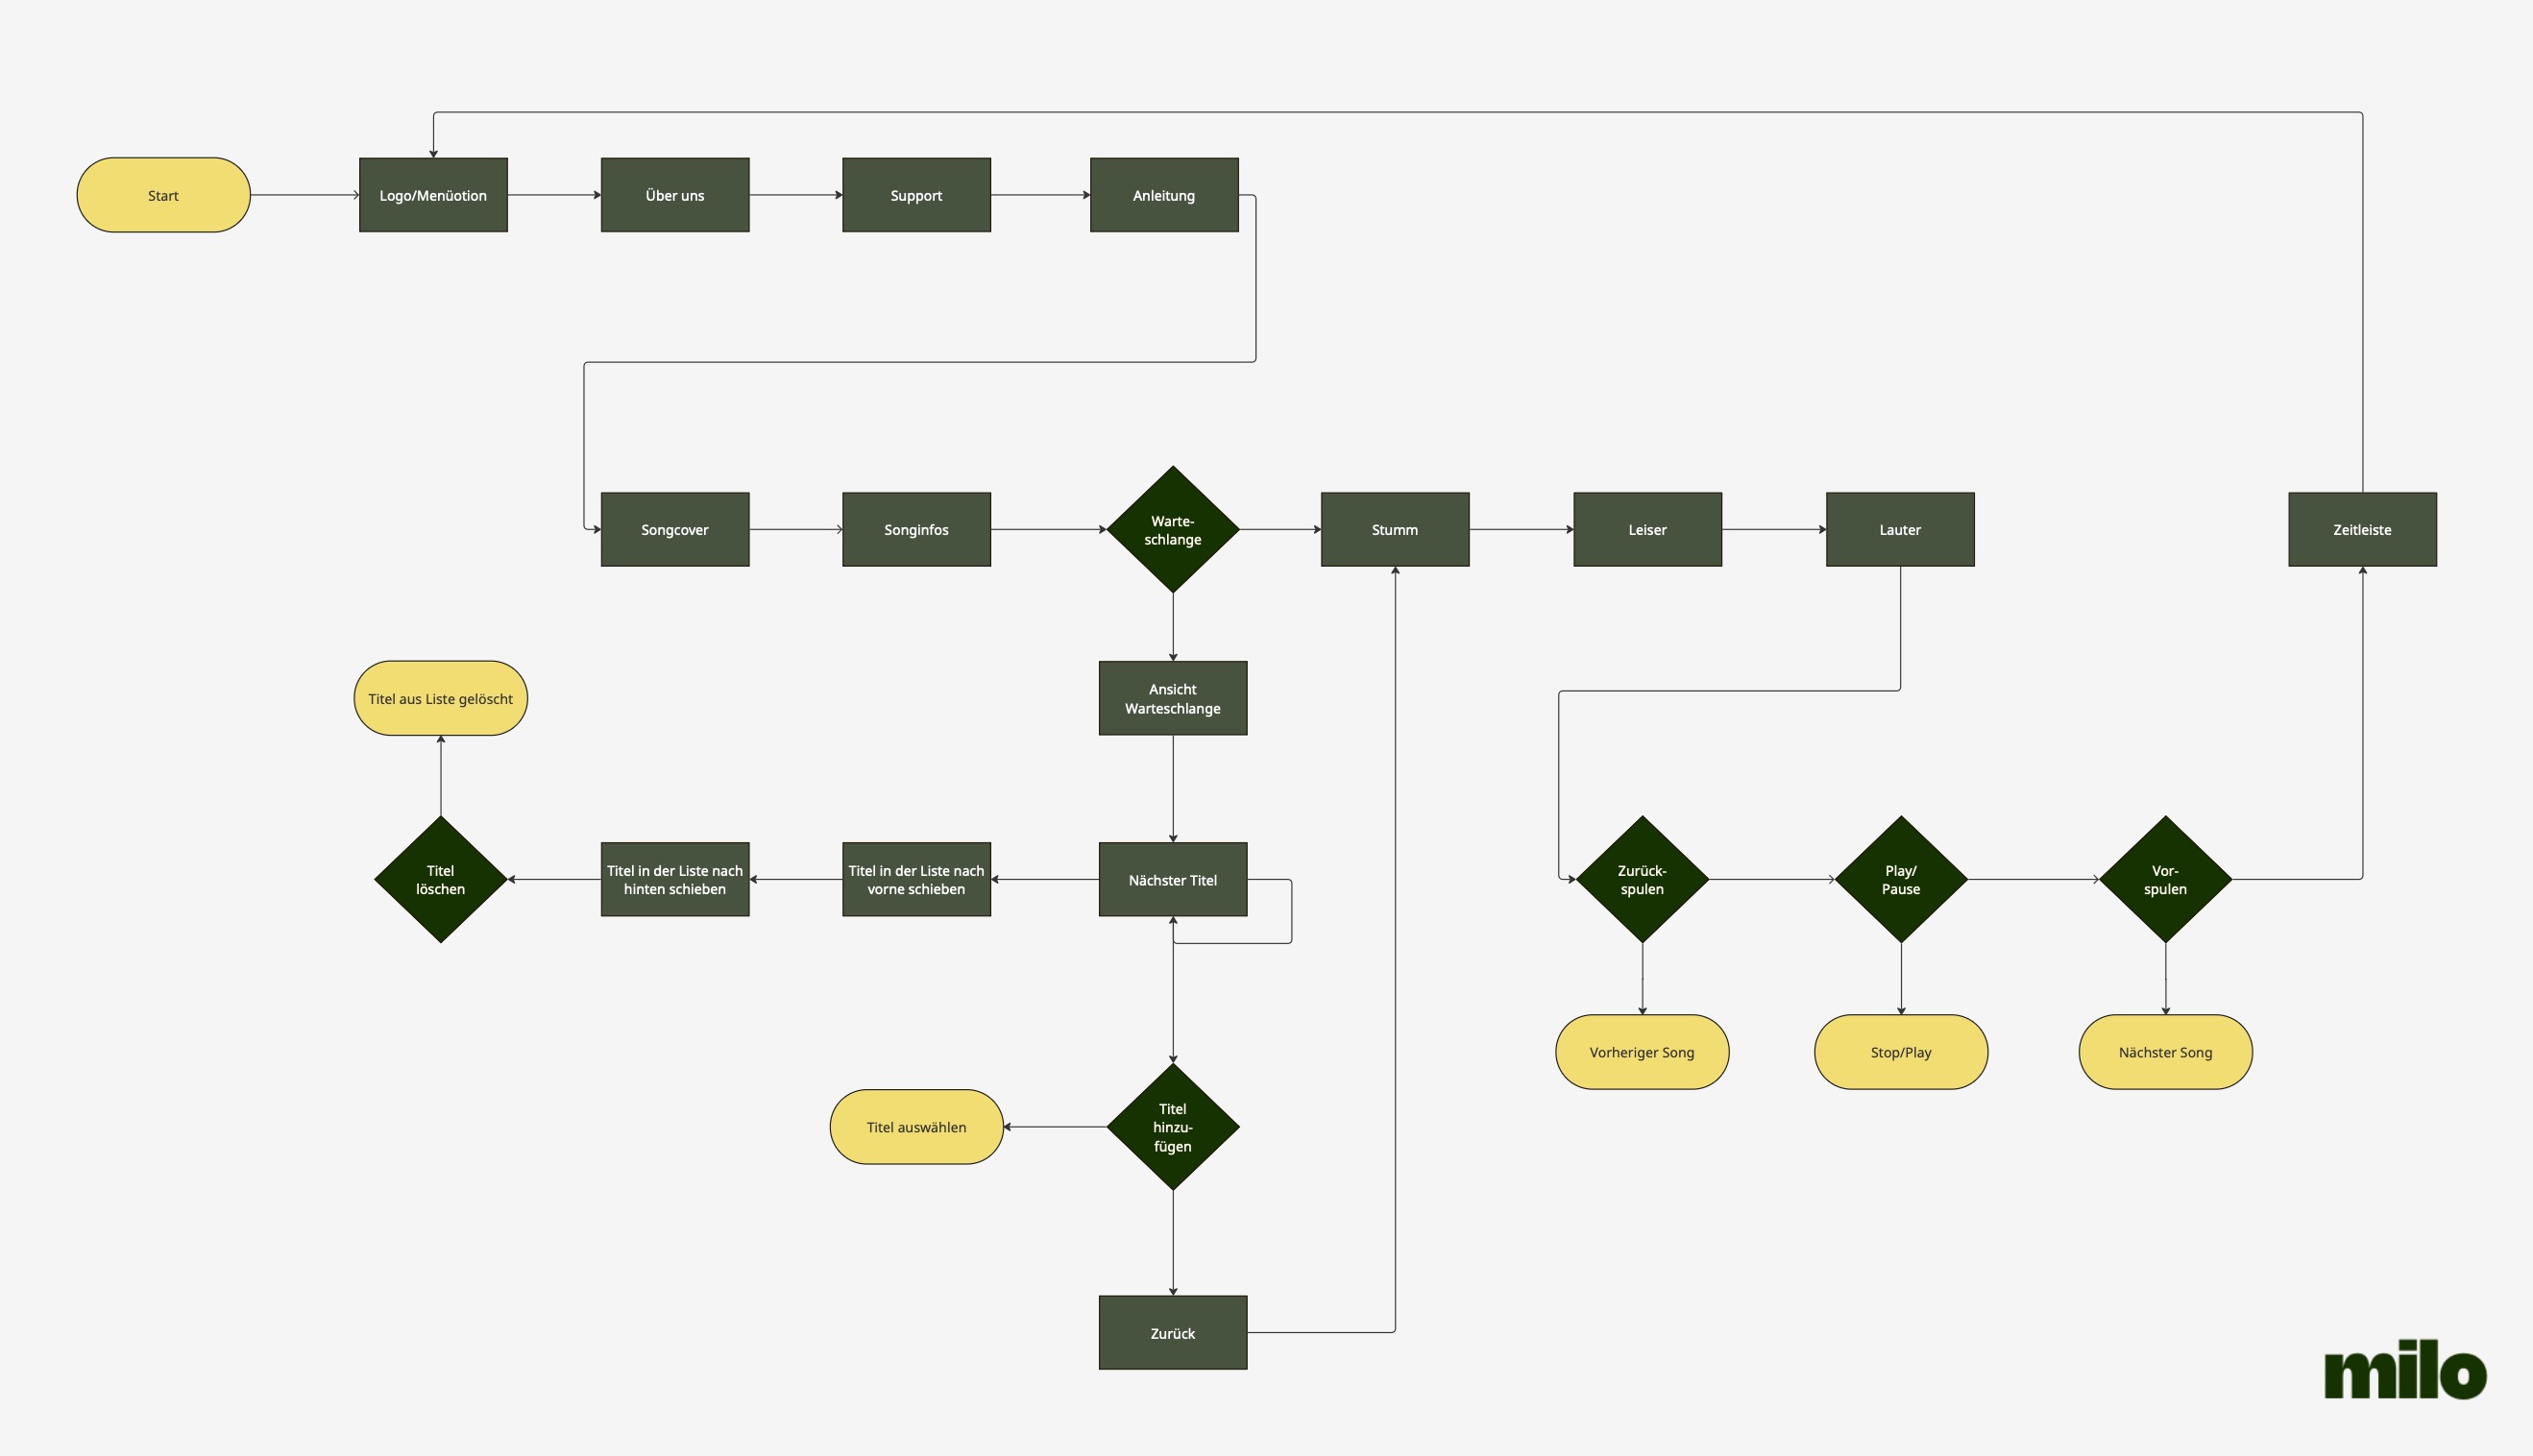 Start
Logo/Menüotion
Über uns
Support
Anleitung
Songcover
Songinfos
Warte-
schlange
Stumm
Leiser
Lauter
Zeitleiste
Titel aus Liste gelöscht
Ansicht
Warteschlange
Titel
löschen
Titel in der Liste nach
hinten schieben
Titel in der Liste nach
vorne schieben
Nächster Titel
Zurück-
spulen
Play/
Pause
Vor-
spulen
Vorheriger Song
Stop/Play
Nächster Song
Titel auswählen
Titel
hinzu-
fügen
Zurück
milo